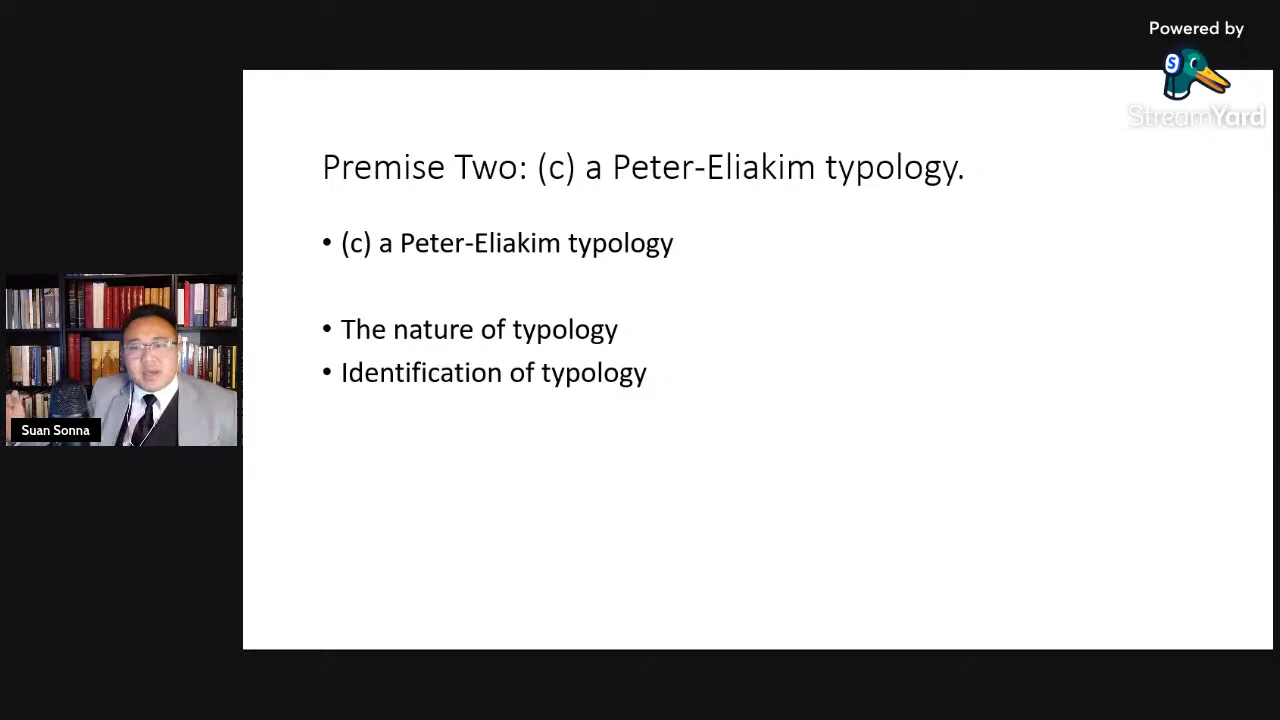 Powered by
StreamYard
Premise Two: (c) a Peter-Eliakim typology.
• (c) a Peter-Eliakim typology
• The nature of typology
• Identification of typology
Suan Sonna